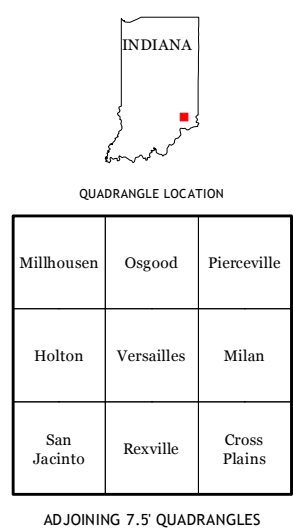 INDIANA
QUADRANGLE LOCATION
Millhousen
Osgood
Pierceville
Holton
Versailles
Milan
San
Jacinto
Rexville
Cross
Plains
ADJOINING 7.5' QUADRANGLES